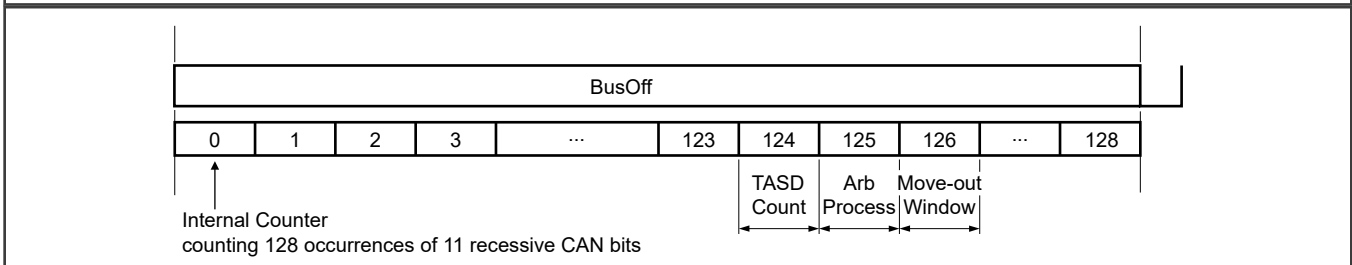 BusOff
0 1 2 3 ... 123 124 125 126 ... 128
TASD Arb Move-out
Count Process Window
Internal Counter
counting 128 occurrences of 11 recessive CAN bits